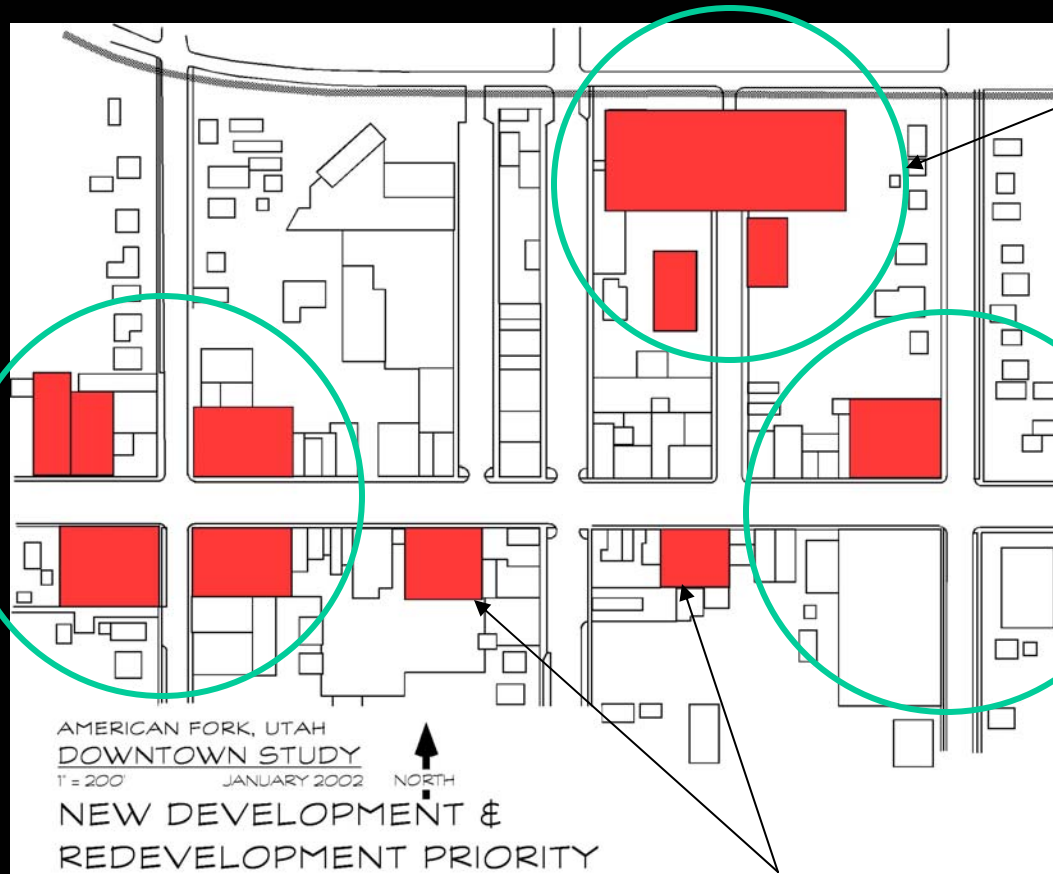 AMERICAN FORK, UTAH
DOWNTOWN STUDY
1" = 200' JANUARY 2002 NORTH
NEW DEVELOPMENT &
REDEVELOPMENT PRIORITY